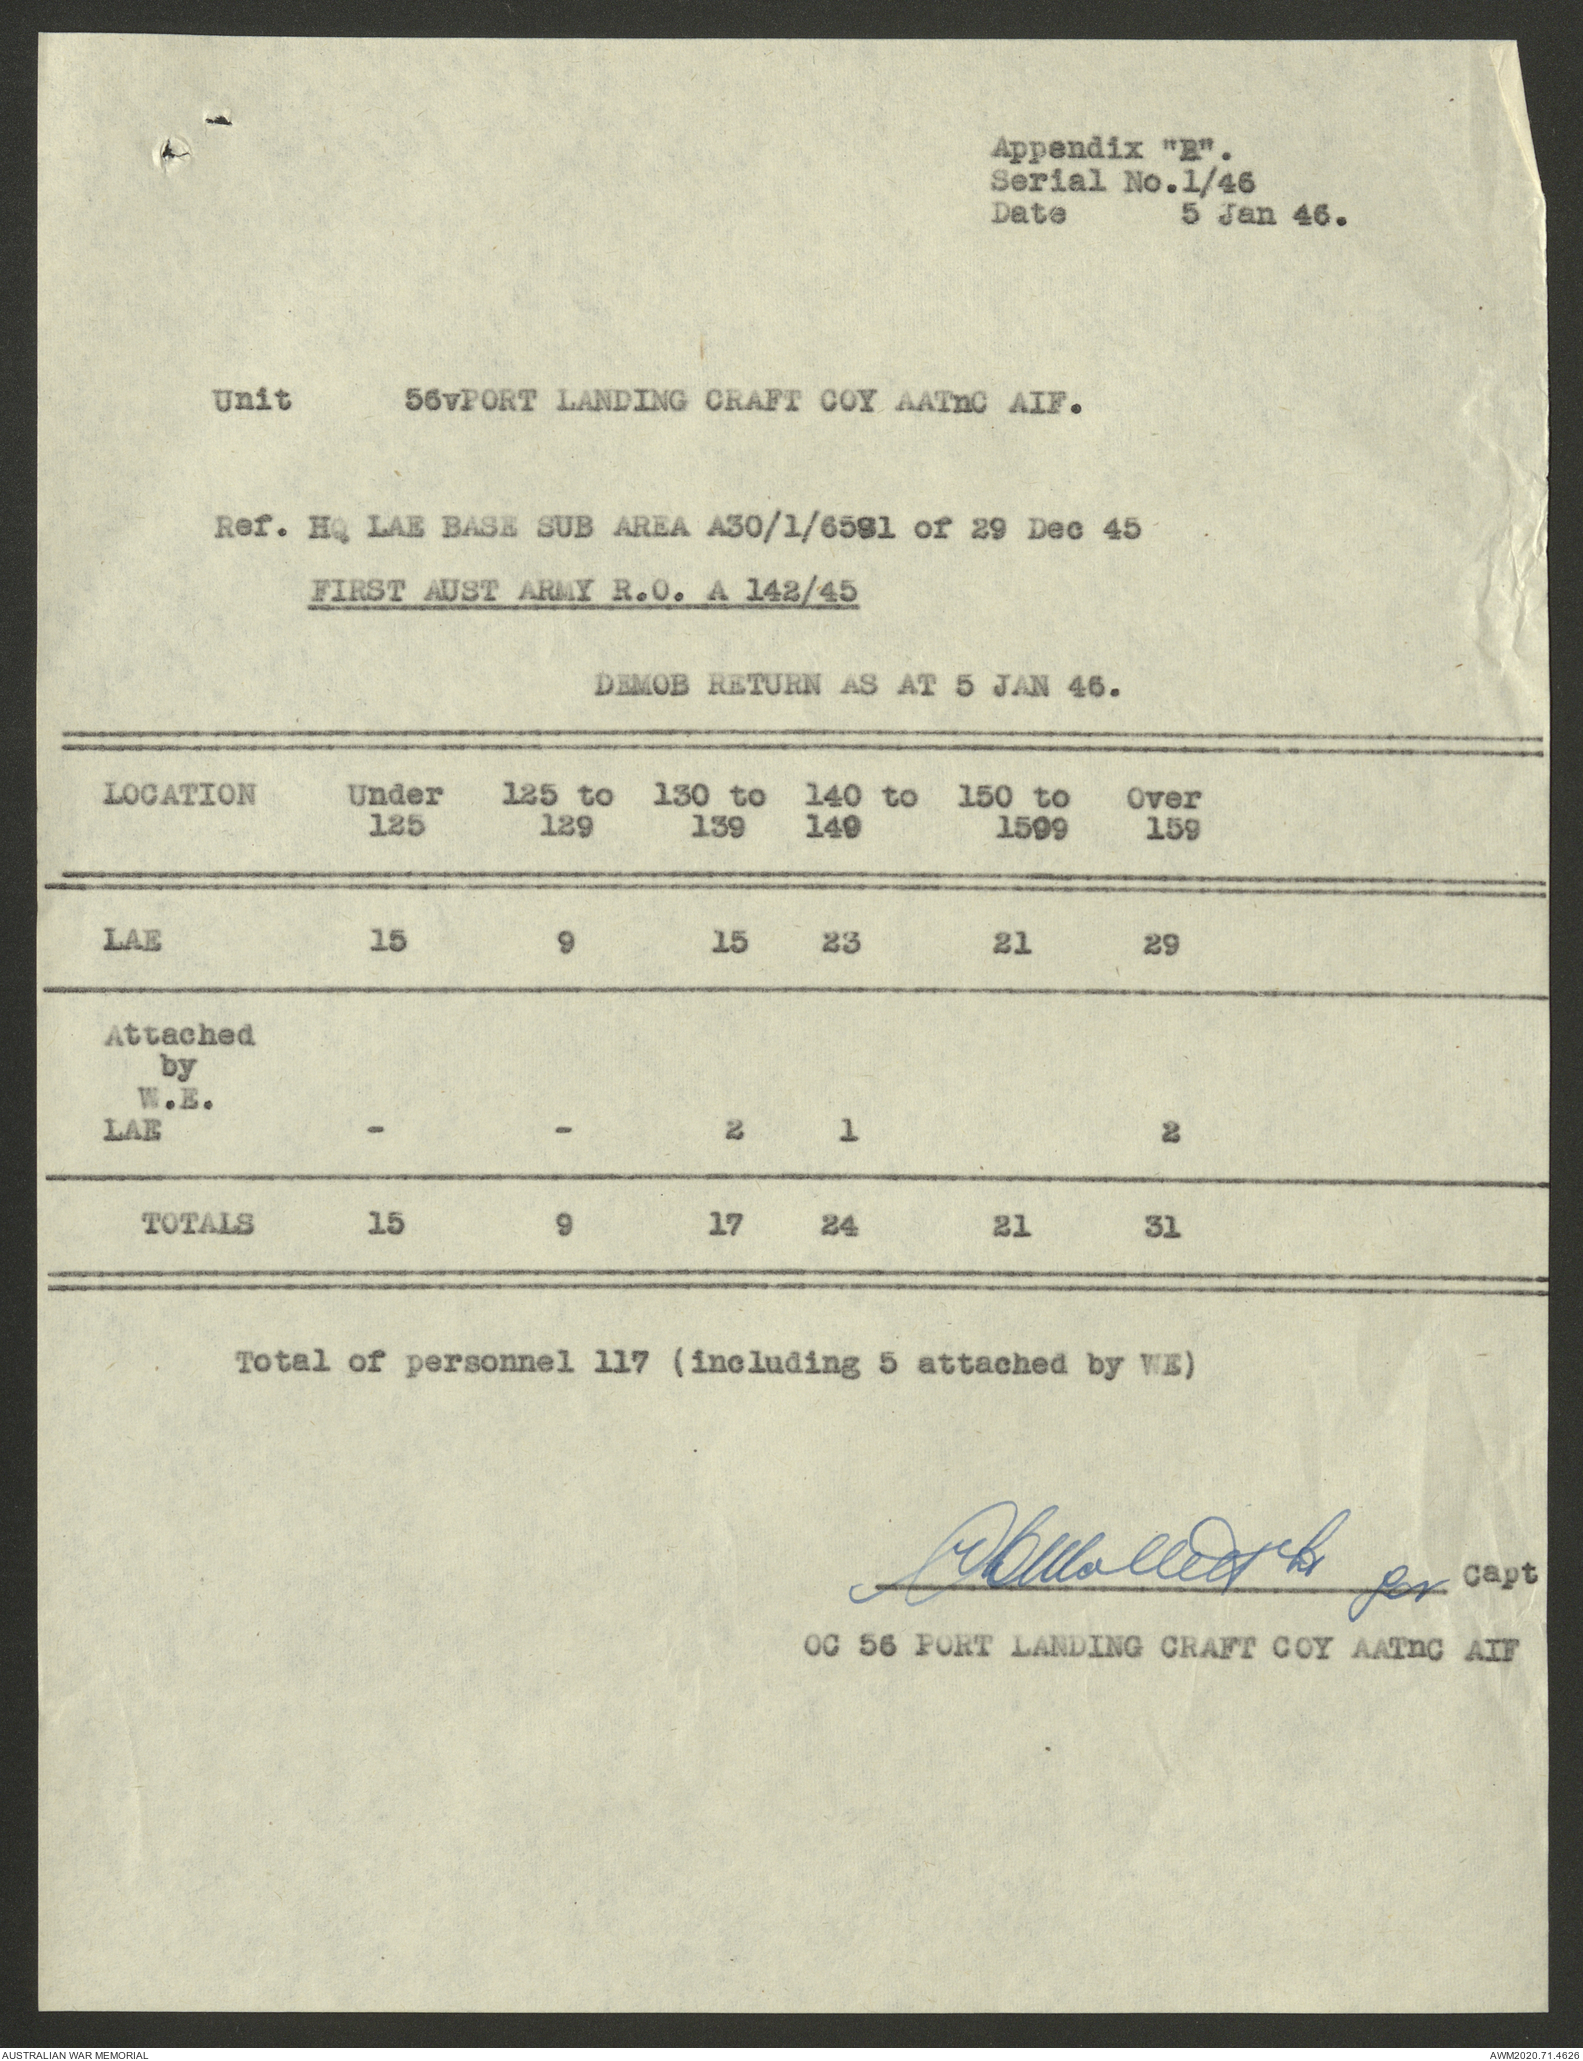 Appendix "B".
Serial No.1/46
Date 5 Jan 46.
Unit 56vPORT LANDING CRAFT COY AATnC AIF.
Ref. HQ LAE BASE SUB AREA A30/1/6591 of 29 Dec 45
FIRST AUST ARMY R.O. A 142/45
DEMOB RETURN AS AT 5 JAN 46.
LOCATION Under 125 to 130 to 140 to 150 to Over
125 129 139 149 1599 159
LAE 15 9 15 23 21 29
Attached
by
W.E.
LAE - - 2 1 2
TOTALS 15 9 17 24 21 31
Total of personnel 117 (including 5 attached by WE)
for Capt
OC 56 PORT LANDING CRAFT COY AATnC AIF
AUSTRALIAN WAR MEMORIAL AWM2020.71.4626